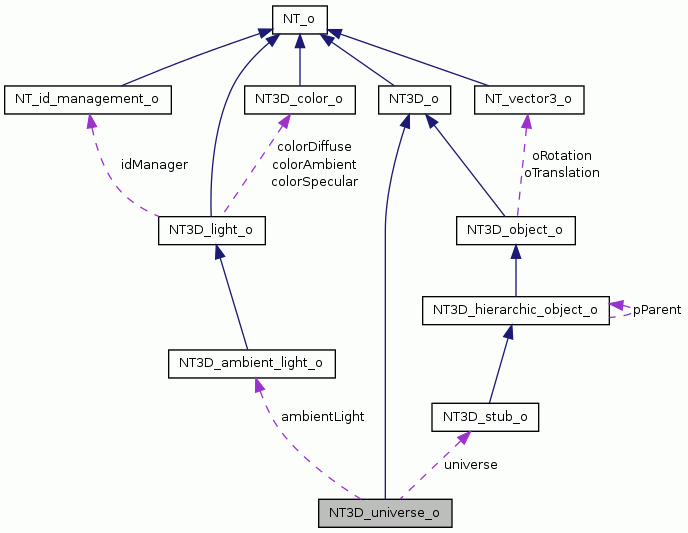 NT_o
NT_id_management_o
NT3D_color_o
NT3D_o
NT_vector3_o
colorDiffuse
colorAmbient
colorSpecular
oRotation
oTranslation
idManager
NT3D_light_o
NT3D_object_o
NT3D_hierarchic_object_o
pParent
NT3D_ambient_light_o
NT3D_stub_o
ambientLight
universe
NT3D_universe_o